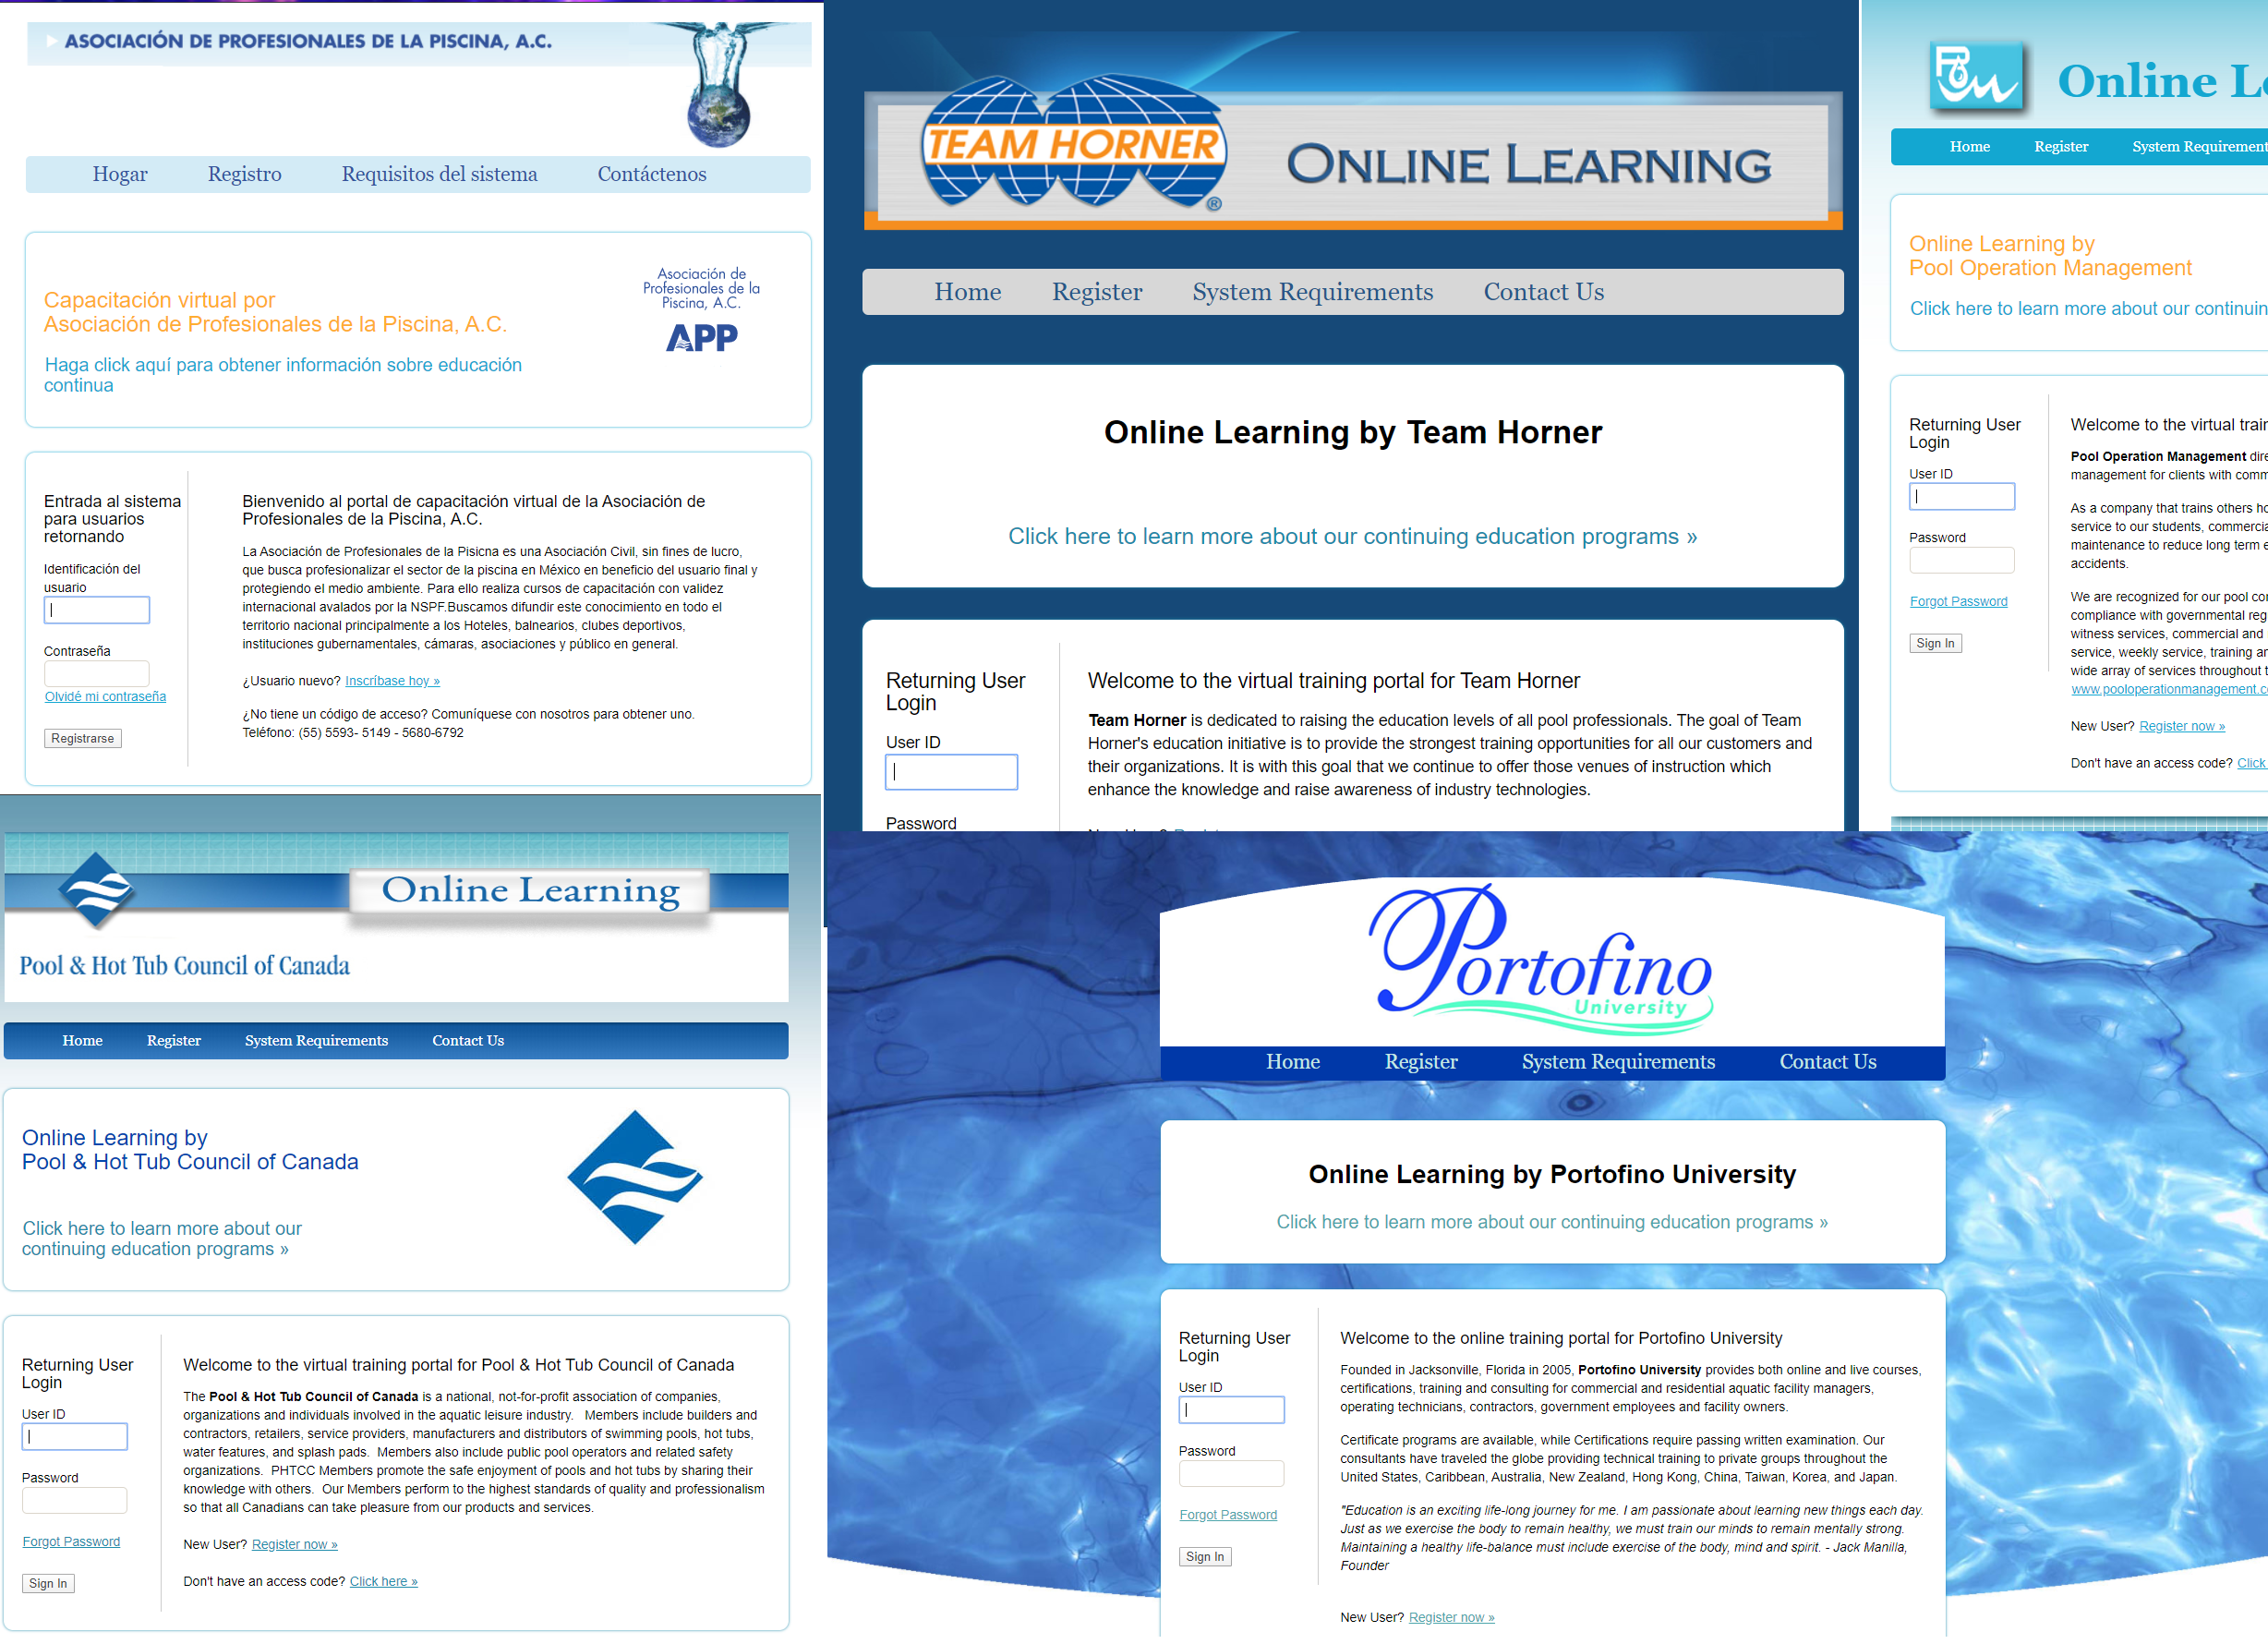 ASOCIACIÓN DE PROFESIONALES DE LA PISCINA, A.C.
Hogar Registro Requisitos del sistema Contáctenos
Capacitación virtual por
Asociación de Profesionales de la Piscina, A.C.
Haga click aquí para obtener información sobre educación
continua
Asociación de
Profesionales de la
Piscina, A.C.
APP
Entrada al sistema
para usuarios
retornando
Identificación del
usuario
Contraseña
Olvidé mi contraseña
Registrarse
Bienvenido al portal de capacitación virtual de la Asociación de
Profesionales de la Piscina, A.C.
La Asociación de Profesionales de la Pisicna es una Asociación Civil, sin fines de lucro,
que busca profesionalizar el sector de la piscina en México en beneficio del usuario final y
protegiendo el medio ambiente. Para ello realiza cursos de capacitación con validez
internacional avalados por la NSPF.Buscamos difundir este conocimiento en todo el
territorio nacional principalmente a los Hoteles, balnearios, clubes deportivos,
instituciones gubernamentales, cámaras, asociaciones y público en general.
¿Usuario nuevo? Inscríbase hoy »
¿No tiene un código de acceso? Comuníquese con nosotros para obtener uno.
Teléfono: (55) 5593- 5149 - 5680-6792
TEAM HORNER
®
ONLINE LEARNING
Home Register System Requirements Contact Us
Online Learning by Team Horner
Click here to learn more about our continuing education programs »
Returning User
Login
User ID
Password
Welcome to the virtual training portal for Team Horner
Team Horner is dedicated to raising the education levels of all pool professionals. The goal of Team
Horner's education initiative is to provide the strongest training opportunities for all our customers and
their organizations. It is with this goal that we continue to offer those venues of instruction which
enhance the knowledge and raise awareness of industry technologies.
Online
Home Register System
Online Learning by
Pool Operation Management
Click here to learn more about our
Returning User
Login
User ID
Password
Forgot Password
Sign In
Welcome to the virtual
Pool Operation Management
management for clients with
As a company that trains others
service to our students,
maintenance to reduce long term
accidents.
We are recognized for our pool
compliance with governmental
witness services, commercial and
service, weekly service, training
wide array of services throughout
www.pooloperationmanagement.
New User? Register now »
Don't have an access code? Click
Online Learning
Pool & Hot Tub Council of Canada
Home Register System Requirements Contact Us
Online Learning by
Pool & Hot Tub Council of Canada
Click here to learn more about our
continuing education programs »
Returning User
Login
User ID
Password
Forgot Password
Sign In
Welcome to the virtual training portal for Pool & Hot Tub Council of Canada
The Pool & Hot Tub Council of Canada is a national, not-for-profit association of companies,
organizations and individuals involved in the aquatic leisure industry. Members include builders and
contractors, retailers, service providers, manufacturers and distributors of swimming pools, hot tubs,
water features, and splash pads. Members also include public pool operators and related safety
organizations. PHTCC Members promote the safe enjoyment of pools and hot tubs by sharing their
knowledge with others. Our Members perform to the highest standards of quality and professionalism
so that all Canadians can take pleasure from our products and services.
New User? Register now »
Don't have an access code? Click here »
Portofino
University
Home Register System Requirements Contact Us
Online Learning by Portofino University
Click here to learn more about our continuing education programs »
Returning User
Login
User ID
Password
Forgot Password
Sign In
Welcome to the online training portal for Portofino University
Founded in Jacksonville, Florida in 2005, Portofino University provides both online and live courses,
certifications, training and consulting for commercial and residential aquatic facility managers,
operating technicians, contractors, government employees and facility owners.
Certificate programs are available, while Certifications require passing written examination. Our
consultants have traveled the globe providing technical training to private groups throughout the
United States, Caribbean, Australia, New Zealand, Hong Kong, China, Taiwan, Korea, and Japan.
"Education is an exciting life-long journey for me. I am passionate about learning new things each day.
Just as we exercise the body to remain healthy, we must train our minds to remain mentally strong.
Maintaining a healthy life-balance must include exercise of the body, mind and spirit. - Jack Manilla,
Founder
New User? Register now »